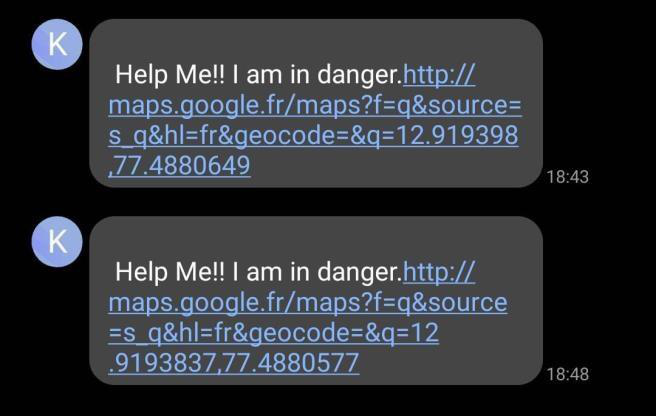 K
Help Me!! I am in danger.http://
maps.google.fr/maps?f=q&source=
s_q&hl=fr&geocode=&q=12.919398
,77.4880649
18:43
K
Help Me!! I am in danger.http://
maps.google.fr/maps?f=q&source
=s_q&hl=fr&geocode=&q=12
.9193837,77.4880577
18:48